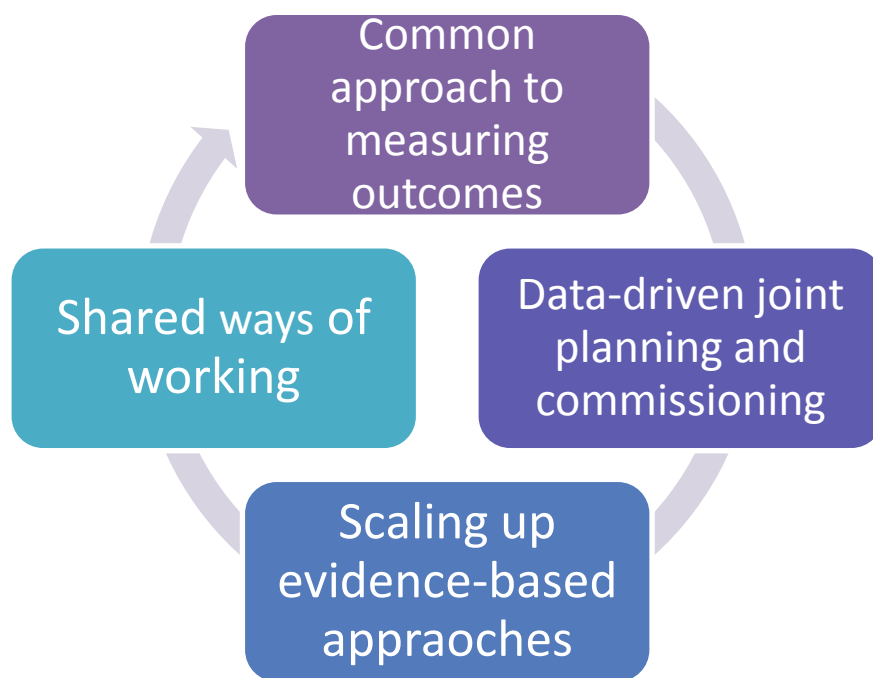 Common
approach to
measuring
outcomes
Data-driven joint
planning and
commissioning
Scaling up
evidence-based
appraoches
Shared ways of
working